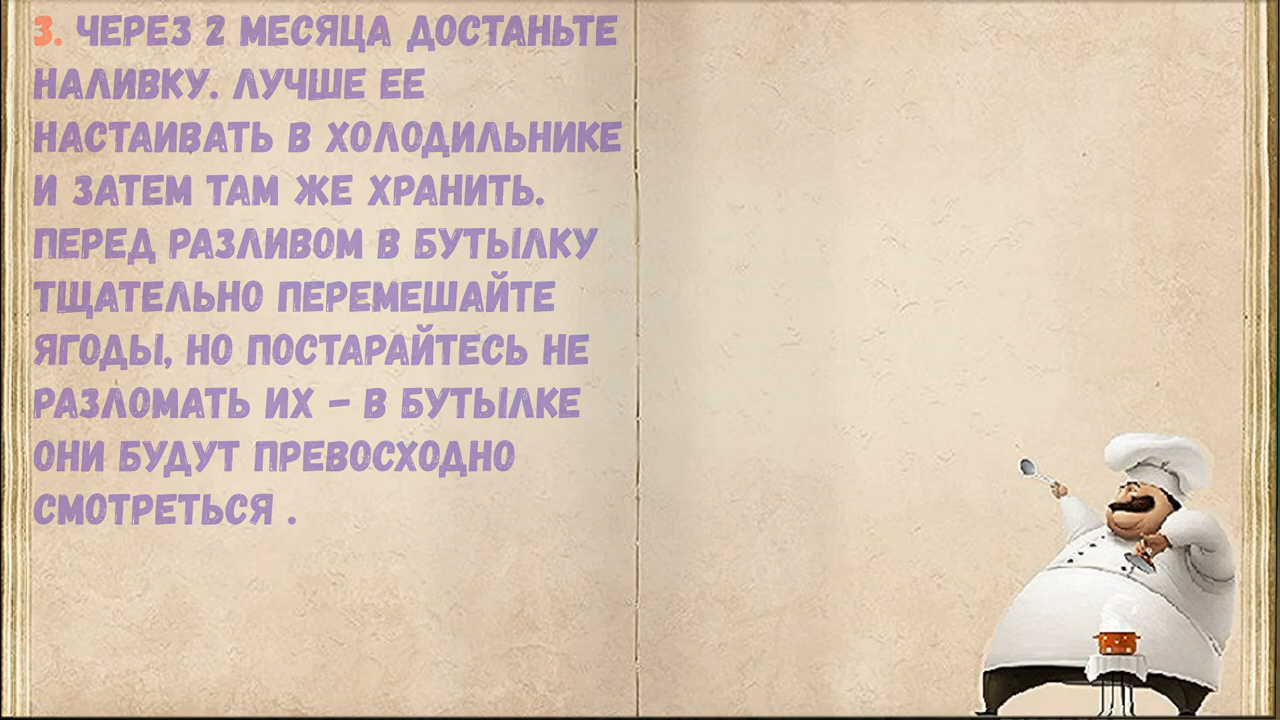 3. ЧЕРЕЗ 2 МЕСЯЦА ДОСТАНЬТЕ
НАЛИВКУ. ЛУЧШЕ ЕЕ
НАСТАИВАТЬ В ХОЛОДИЛЬНИКЕ
И ЗАТЕМ ТАМ ЖЕ ХРАНИТЬ.
ПЕРЕД РАЗЛИВОМ В БУТЫЛКУ
ТЩАТЕЛЬНО ПЕРЕМЕШАЙТЕ
ЯГОДЫ, НО ПОСТАРАЙТЕСЬ НЕ
РАЗЛОМАТЬ ИХ – В БУТЫЛКЕ
ОНИ БУДУТ ПРЕВОСХОДНО
СМОТРЕТЬСЯ .